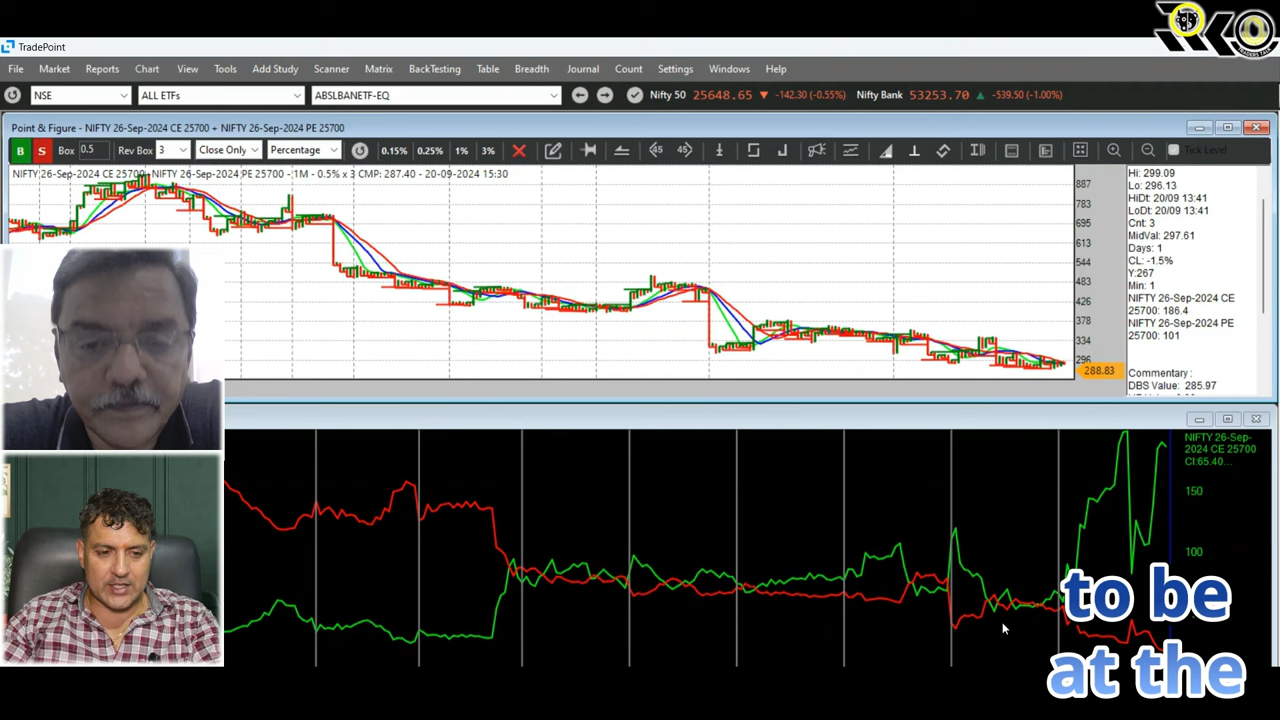 TradePoint
File Market Reports Chart View Tools Add Study Scanner Matrix BackTesting Table Breadth Journal Count Settings Windows Help
NSE ALL ETFs ABSLBANETF-EQ Nifty 50 25648.65 ▼ -142.30 (-0.55%) Nifty Bank 53253.70 ▲ -539.50 (-1.00%)
Point & Figure - NIFTY 26-Sep-2024 CE 25700 + NIFTY 26-Sep-2024 PE 25700
B S Box 0.5 Rev Box 3 Close Only Percentage 0.15% 0.25% 1% 3% Tick Level
NIFTY 26-Sep-2024 CE 25700+ NIFTY 26-Sep-2024 PE 25700 - 1M - 0.5% x 3 CMP: 287.40 - 20-09-2024 15:30
887
783
695
613
544
483
426
378
334
296
288.83
Hi: 299.09
Lo: 296.13
HiDt: 20/09 13:41
LoDt: 20/09 13:41
Cnt: 3
MidVal: 297.61
Days: 1
CL: -1.5%
Y:267
Min: 1
NIFTY 26-Sep-2024 CE
25700: 186.4
NIFTY 26-Sep-2024 PE
25700: 101
Commentary :
DBS Value: 285.97
NIFTY 26-Sep-
2024 CE 25700
Cl:65.40...
150
100
to be
at the